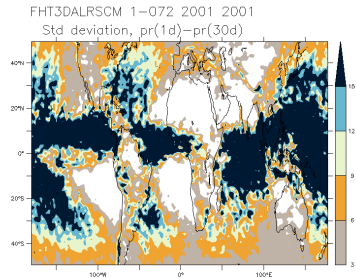 FHT3DALRSCM 1-072 2001 2001
Std deviation, pr(1d)-pr(30d)
40°N
20°N
0°
20°S
40°S
100°W
0°
100°E
15
12
9
6
3